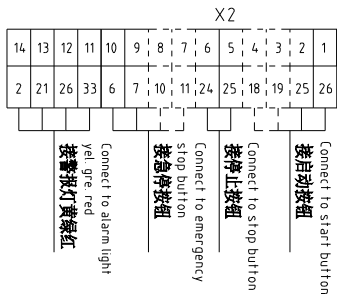 X2
14 13 12 11 10 9 8 7 6 5 4 3 2 1
2 21 26 33 6 7 10 11 24 25 18 19 25 26
Connect to start button
接启动按钮
Connect to stop button
接停止按钮
Connect to emergency
stop button
接急停按钮
Connect to alarm light
yel. gre. red
接警报灯黄绿红